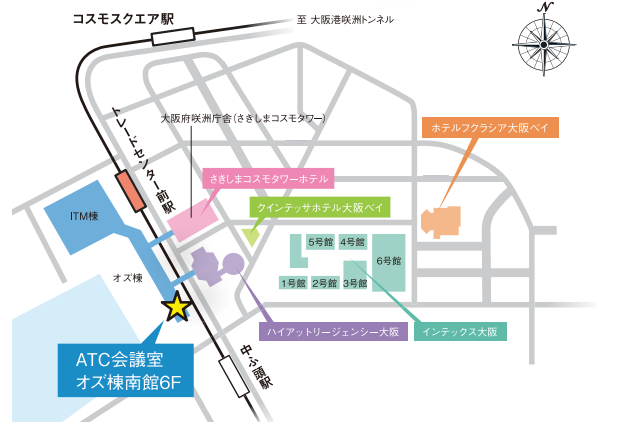 コスモスクエア駅
至 大阪港咲洲トンネル
N
トレードセンター前駅
大阪府咲洲庁舎(さきしまコスモタワー)
ホテルフクラシア大阪ベイ
さきしまコスモタワーホテル
クインテッサホテル大阪ベイ
ITM棟
5号館
4号館
6号館
オズ棟
1号館
2号館
3号館
ハイアットリージェンシー大阪
インテックス大阪
ATC会議室
オズ棟南館6F
中ふ頭駅